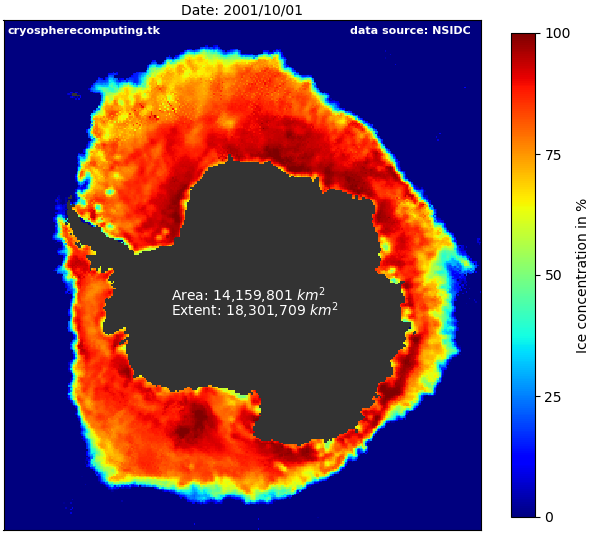 Date: 2001/10/01
cryospherecomputing.tk
data source: NSIDC
100
75
50
25
0
Ice concentration in %
Area: 14,159,801 km²
Extent: 18,301,709 km²